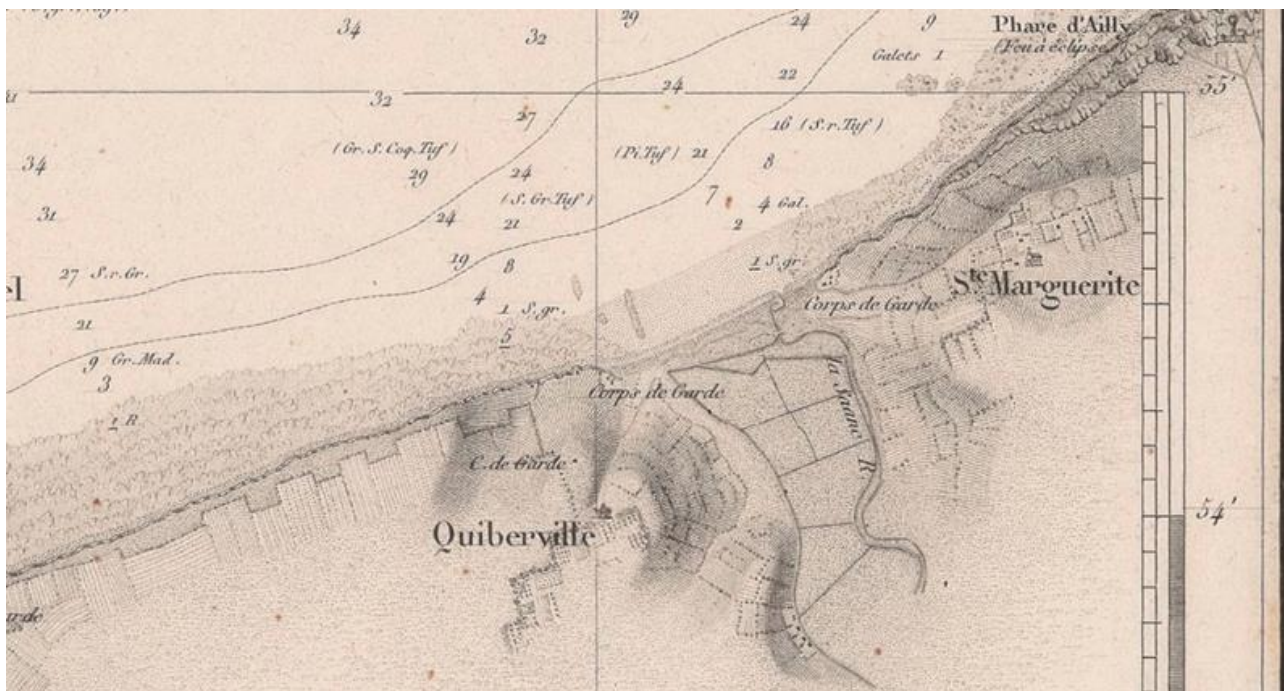 29
24
9
Phare d'Ailly
34
32
(Feu à éclipses)
Galets 1
22
24
55'
32
27
16 (S.r.Tuf)
(Gr.S.Coq.Tuf)
(Pi.Tuf) 21
8
34
29
24
(S.Gr.Tuf)
7
4 Gal.
31
24
21
2
27 S.r.Gr.
19
8
1 S.gr.
el
Ste Marguerite
4
1 S.gr.
Corps de Garde
21
5
9 Gr.Mad.
3
Corps de Garde
la Saane R
1 R
C. de Garde
54'
Quiberville
arde